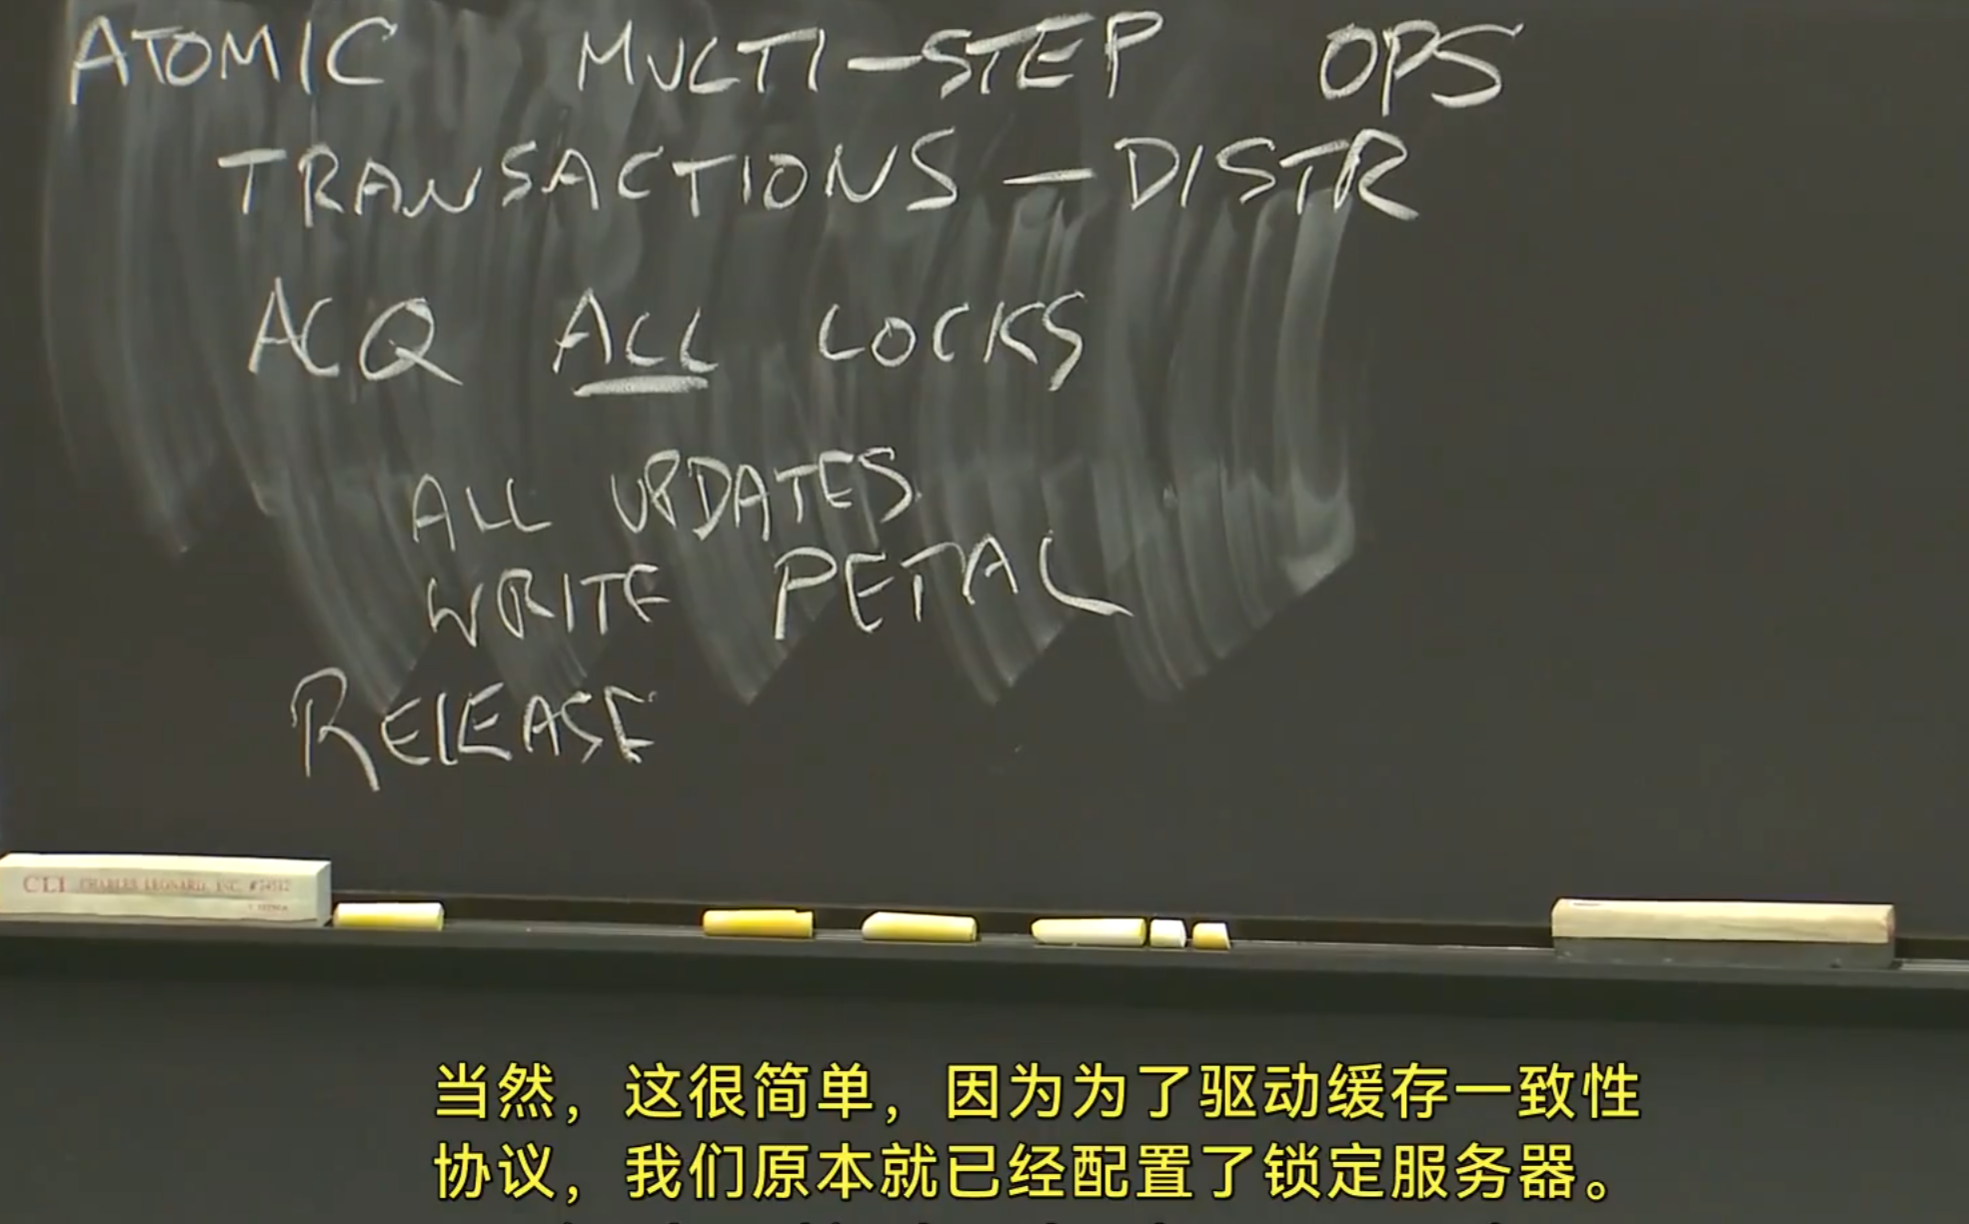 ATOMIC MULTI-STEP OPS
TRANSACTIONS - DISTR
ACQ ALL LOCKS
ALL UPDATES
WRITE PETAL
RELEASE
CLI CHARLES LEONARD, INC.
当然，这很简单，因为为了驱动缓存一致性
协议，我们原本就已经配置了锁定服务器。